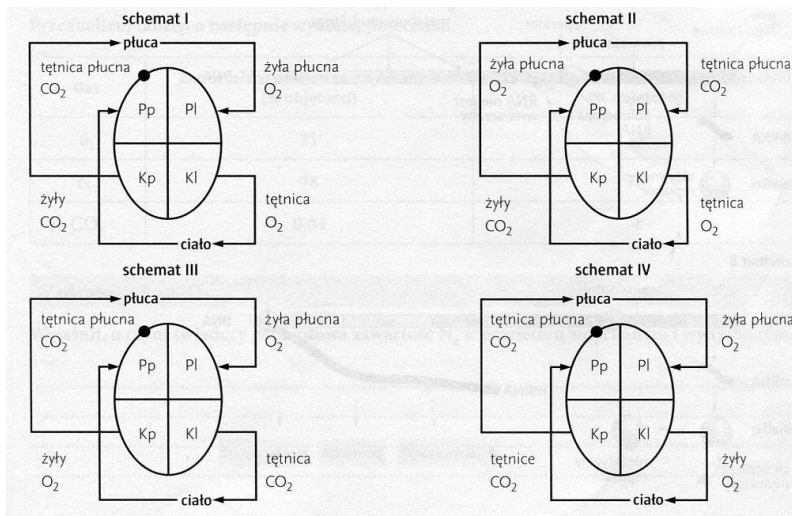 schemat I
płuca
tętnica płucna
CO₂
żyła płucna
O₂
Pp Pl
Kp Kl
żyły
CO₂
tętnica
O₂
ciało
schemat II
płuca
żyła płucna
O₂
tętnica płucna
CO₂
Pp Pl
Kp Kl
żyły
CO₂
tętnica
O₂
ciało
schemat III
płuca
tętnica płucna
CO₂
żyła płucna
O₂
Pp Pl
Kp Kl
żyły
O₂
tętnica
CO₂
ciało
schemat IV
płuca
tętnica płucna
CO₂
żyła płucna
O₂
Pp Pl
Kp Kl
tętnice
CO₂
żyły
O₂
ciało